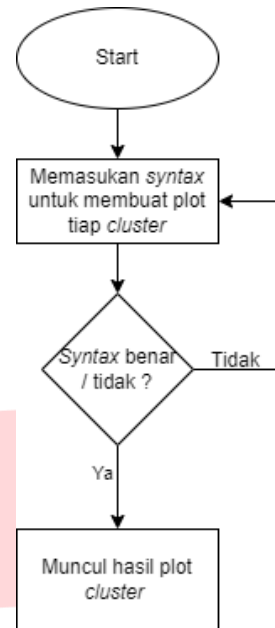 Start
Memasukan syntax
untuk membuat plot
tiap cluster
Syntax benar
/ tidak ?
Tidak
Ya
Muncul hasil plot
cluster